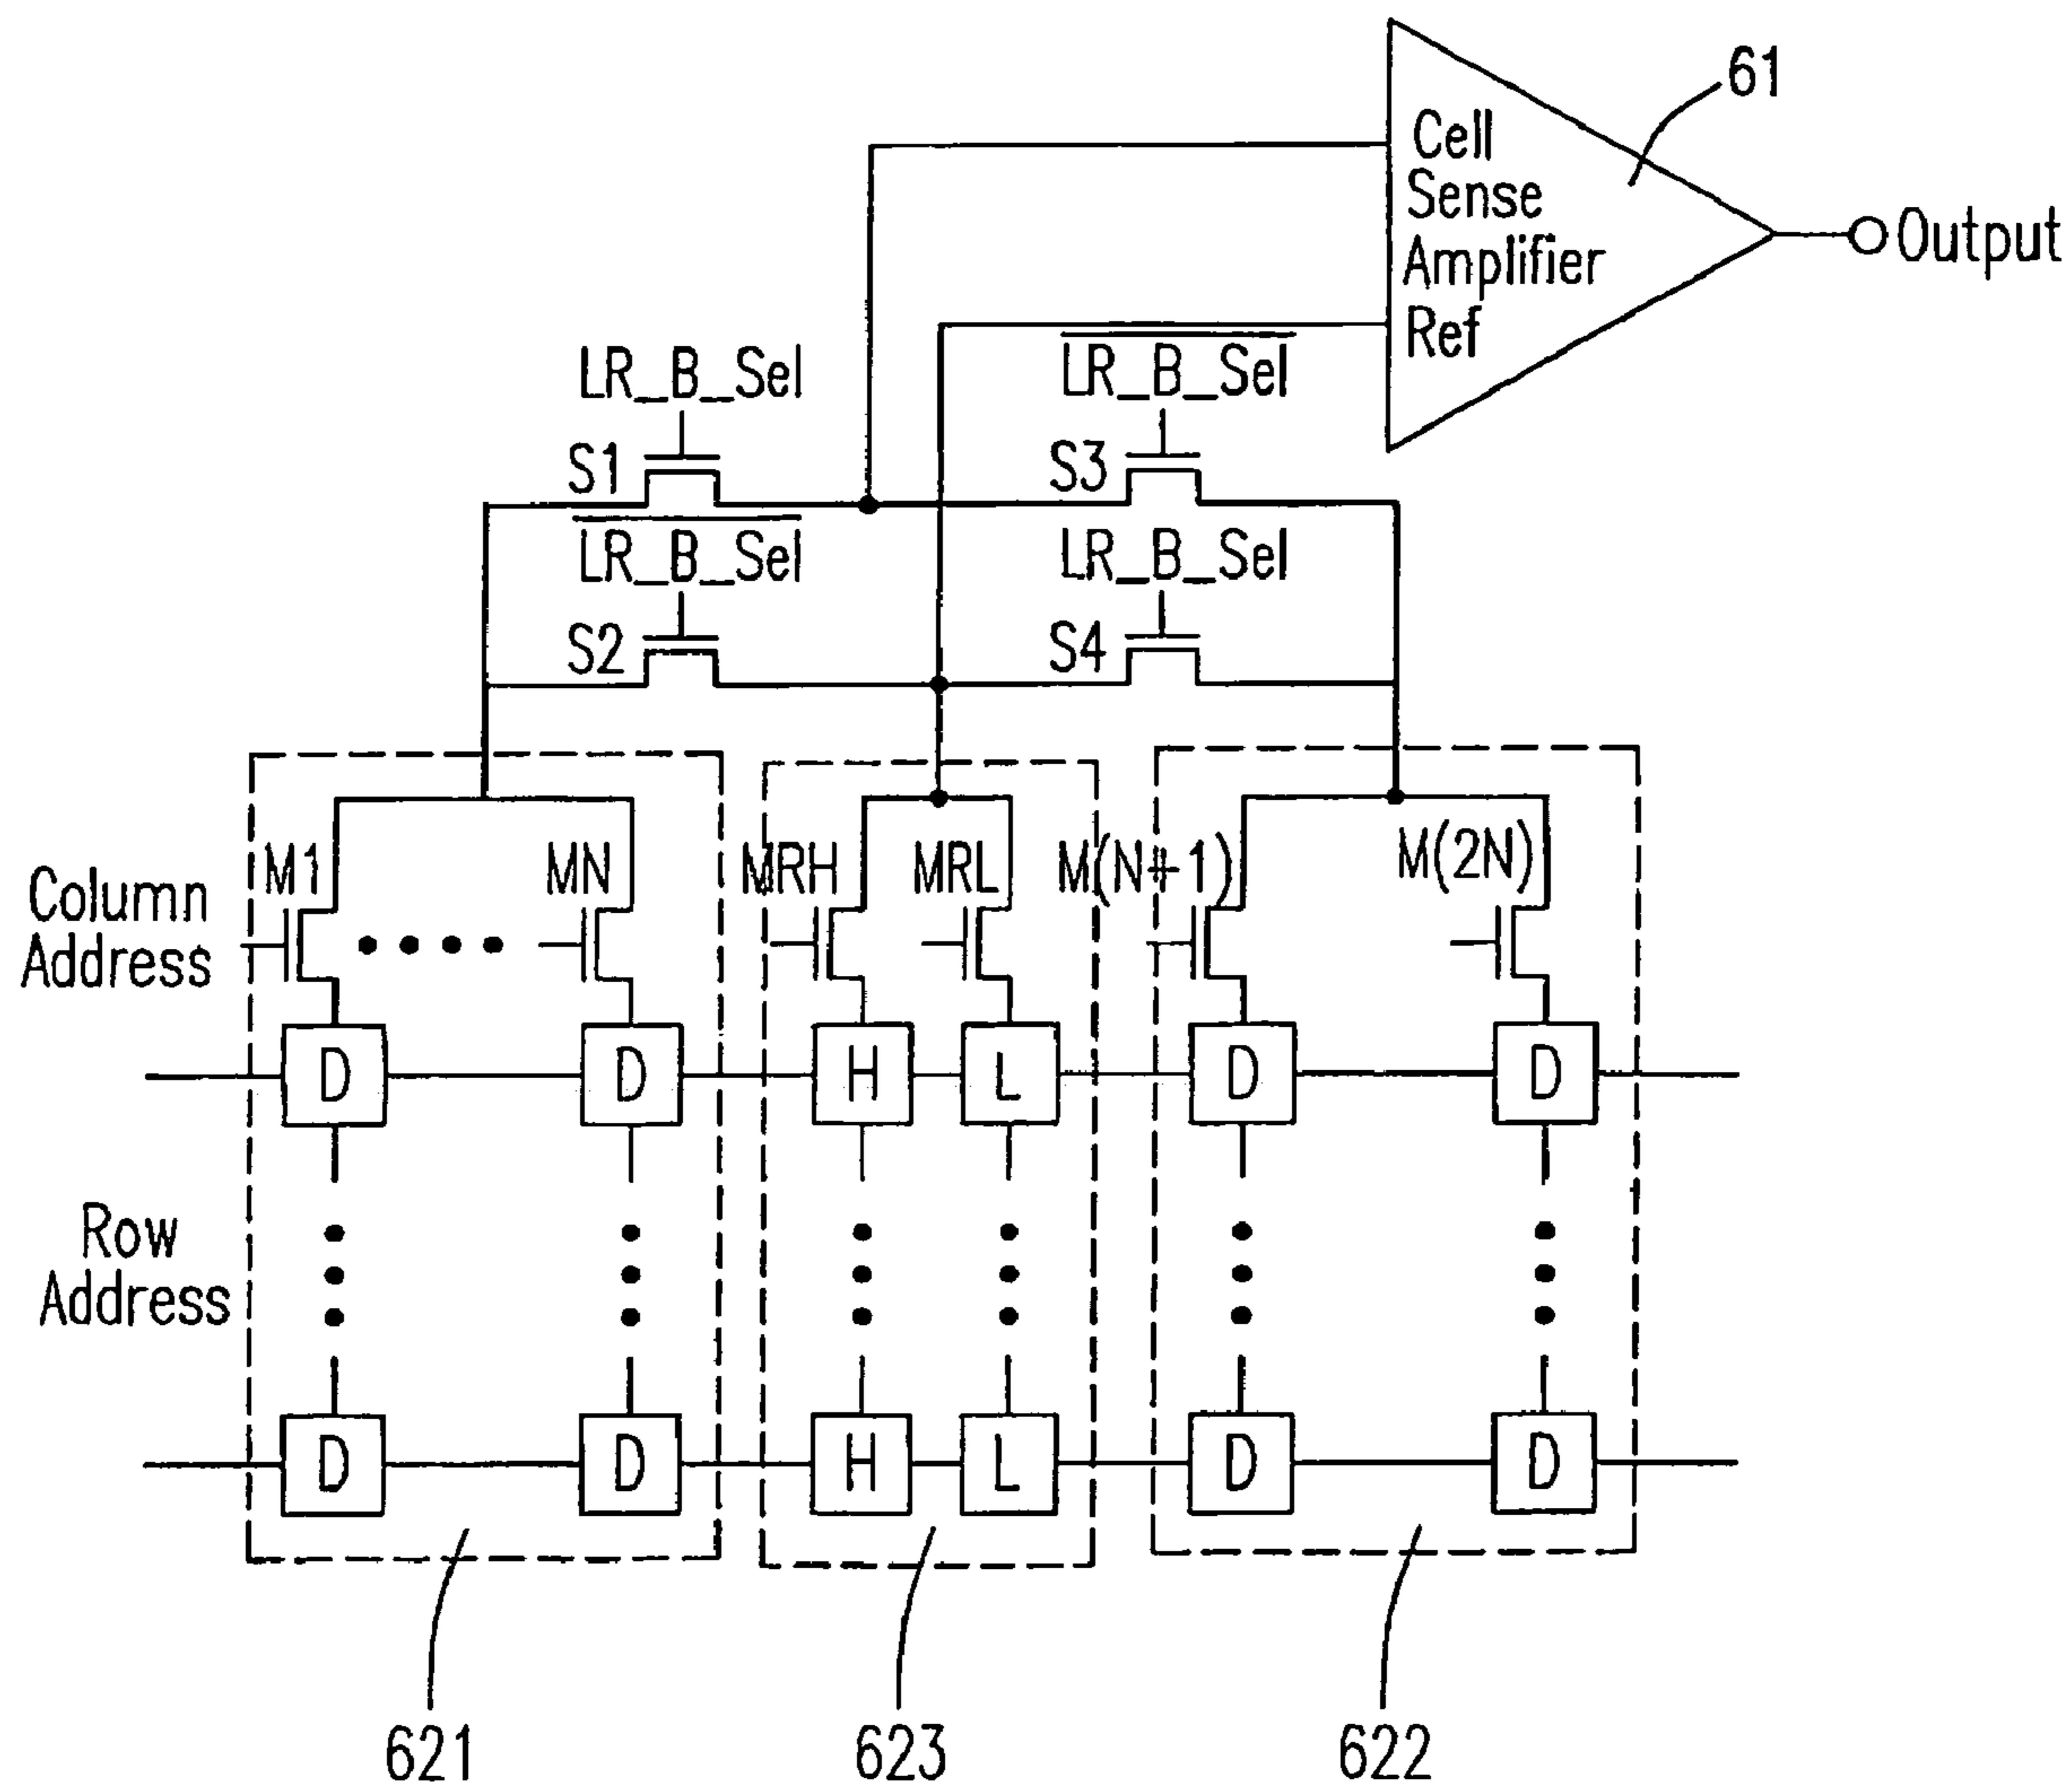 61
Cell
Sense
Amplifier
Ref
Output
LR_B_Sel
LR_B_Sel
S1
S3
LR_B_Sel
LR_B_Sel
S2
S4
M1
MN
MRH
MRL
M(N+1)
M(2N)
Column
Address
D
D
H
L
D
D
Row
Address
D
D
H
L
D
D
621
623
622